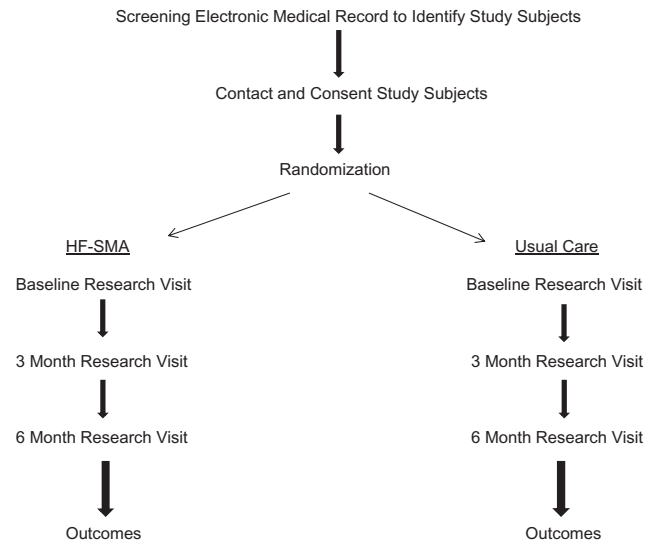 Screening Electronic Medical Record to Identify Study Subjects
Contact and Consent Study Subjects
Randomization
HF-SMA
Baseline Research Visit
3 Month Research Visit
6 Month Research Visit
Outcomes
Usual Care
Baseline Research Visit
3 Month Research Visit
6 Month Research Visit
Outcomes